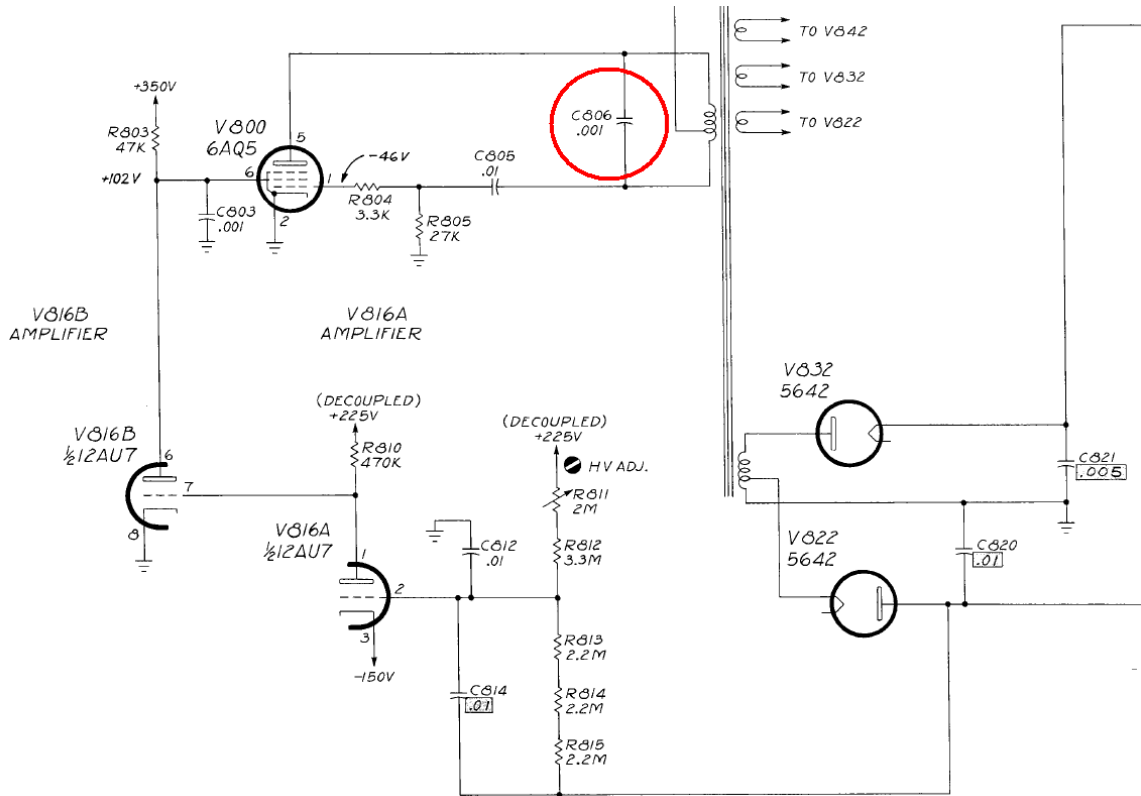 TO V842
TO V832
TO V822
+350V
R803
47K
V800
6AQ5
5
-46V
C805
.01
C806
.001
+102V
6
1
2
C803
.001
R804
3.3K
R805
27K
V816B
AMPLIFIER
V816A
AMPLIFIER
V832
5642
(DECOUPLED)
+225V
(DECOUPLED)
+225V
HV ADJ.
V816B
½12AU7
6
7
8
R810
470K
R811
2M
C821
.005
V816A
½12AU7
1
2
3
C812
.01
R812
3.3M
V822
5642
C820
.01
R813
2.2M
-150V
C814
.01
R814
2.2M
R815
2.2M